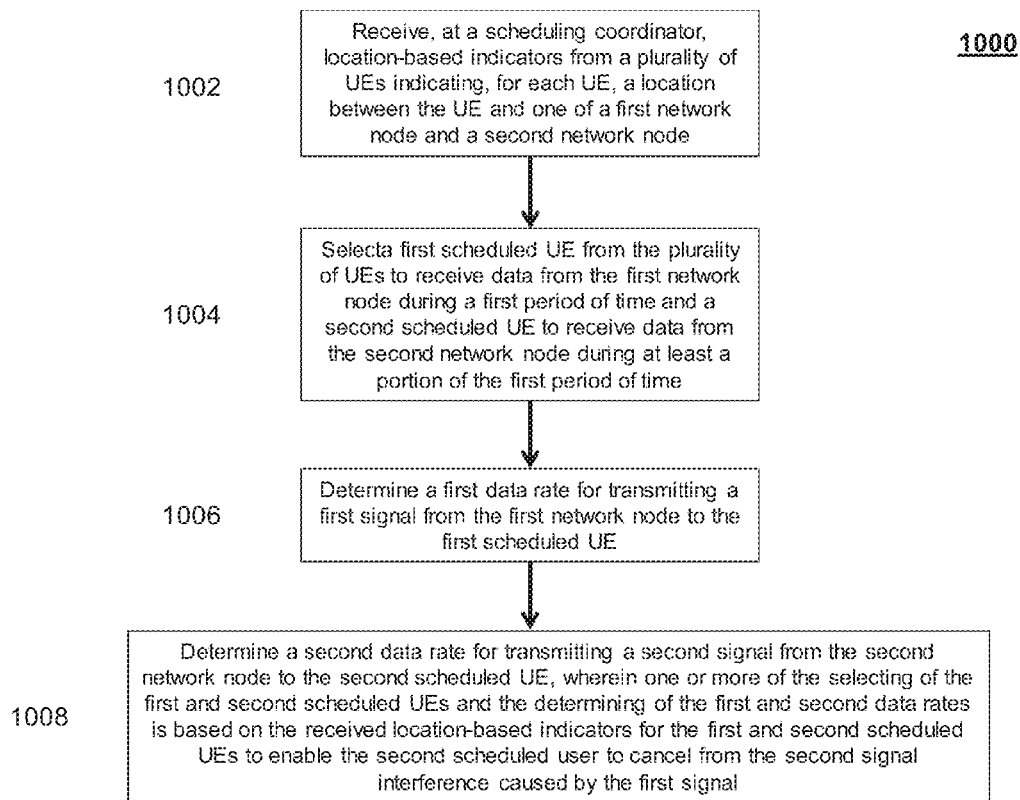 1000
1002
Receive, at a scheduling coordinator,
location-based indicators from a plurality of
UEs indicating, for each UE, a location
between the UE and one of a first network
node and a second network node
1004
Selecta first scheduled UE from the plurality
of UEs to receive data from the first network
node during a first period of time and a
second scheduled UE to receive data from
the second network node during at least a
portion of the first period of time
1006
Determine a first data rate for transmitting a
first signal from the first network node to the
first scheduled UE
1008
Determine a second data rate for transmitting a second signal from the second
network node to the second scheduled UE, wherein one or more of the selecting of the
first and second scheduled UEs and the determining of the first and second data rates
is based on the received location-based indicators for the first and second scheduled
UEs to enable the second scheduled user to cancel from the second signal
interference caused by the first signal